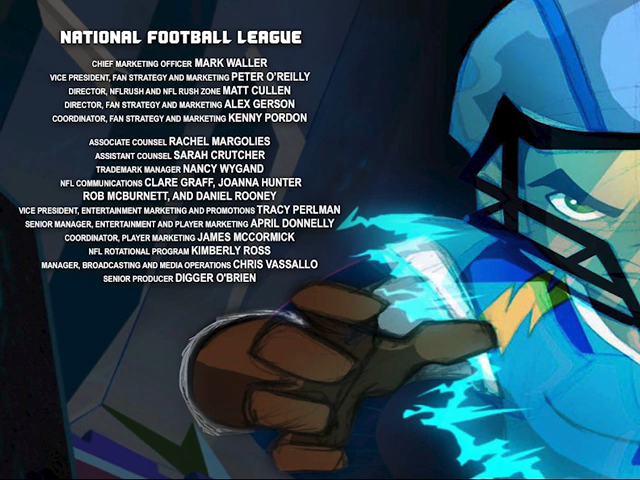 NATIONAL FOOTBALL LEAGUE
CHIEF MARKETING OFFICER MARK WALLER
VICE PRESIDENT, FAN STRATEGY AND MARKETING PETER O'REILLY
DIRECTOR, NFLRUSH AND NFL RUSH ZONE MATT CULLEN
DIRECTOR, FAN STRATEGY AND MARKETING ALEX GERSON
COORDINATOR, FAN STRATEGY AND MARKETING KENNY PORDON
ASSOCIATE COUNSEL RACHEL MARGOLIES
ASSISTANT COUNSEL SARAH CRUTCHER
TRADEMARK MANAGER NANCY WYGAND
NFL COMMUNICATIONS CLARE GRAFF, JOANNA HUNTER
ROB MCBURNETT, AND DANIEL ROONEY
VICE PRESIDENT, ENTERTAINMENT MARKETING AND PROMOTIONS TRACY PERLMAN
SENIOR MANAGER, ENTERTAINMENT AND PLAYER MARKETING APRIL DONNELLY
COORDINATOR, PLAYER MARKETING JAMES MCCORMICK
NFL ROTATIONAL PROGRAM KIMBERLY ROSS
MANAGER, BROADCASTING AND MEDIA OPERATIONS CHRIS VASSALLO
SENIOR PRODUCER DIGGER O'BRIEN